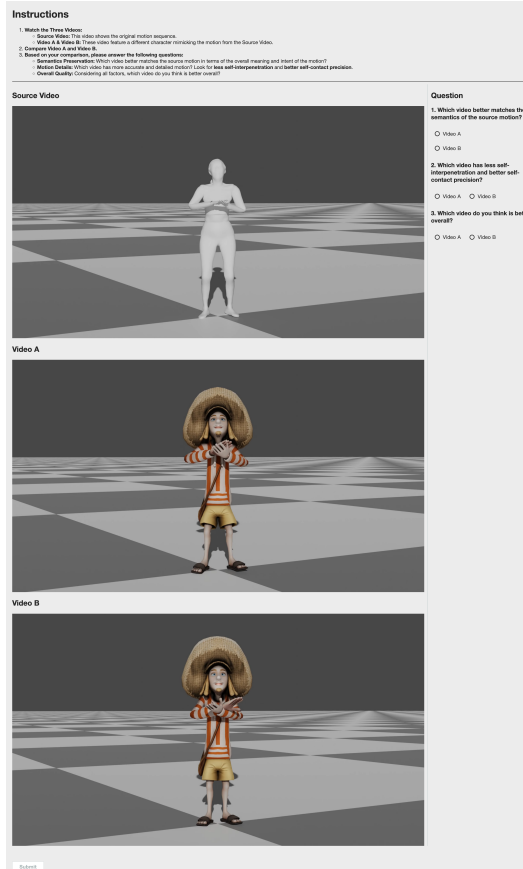 Instructions
1. Watch the Three Videos:
○ Source Video: This video shows the original motion sequence.
○ Video A & Video B: These videos feature a different character mimicking the motion from the Source Video.
2. Compare Video A and Video B.
3. Based on your comparison, please answer the following questions:
○ Semantics Preservation: Which video better matches the source motion in terms of the overall meaning and intent of the motion?
○ Motion Details: Which video has more accurate and detailed motion? Look for less self-interpenetration and better self-contact precision.
○ Overall Quality: Considering all factors, which video do you think is better overall?
Source Video
Question
1. Which video better matches the
semantics of the source motion?
Video A
Video B
2. Which video has less self-
interpenetration and better self-
contact precision?
Video A Video B
3. Which video do you think is bet
overall?
Video A Video B
Video A
Video B
Submit